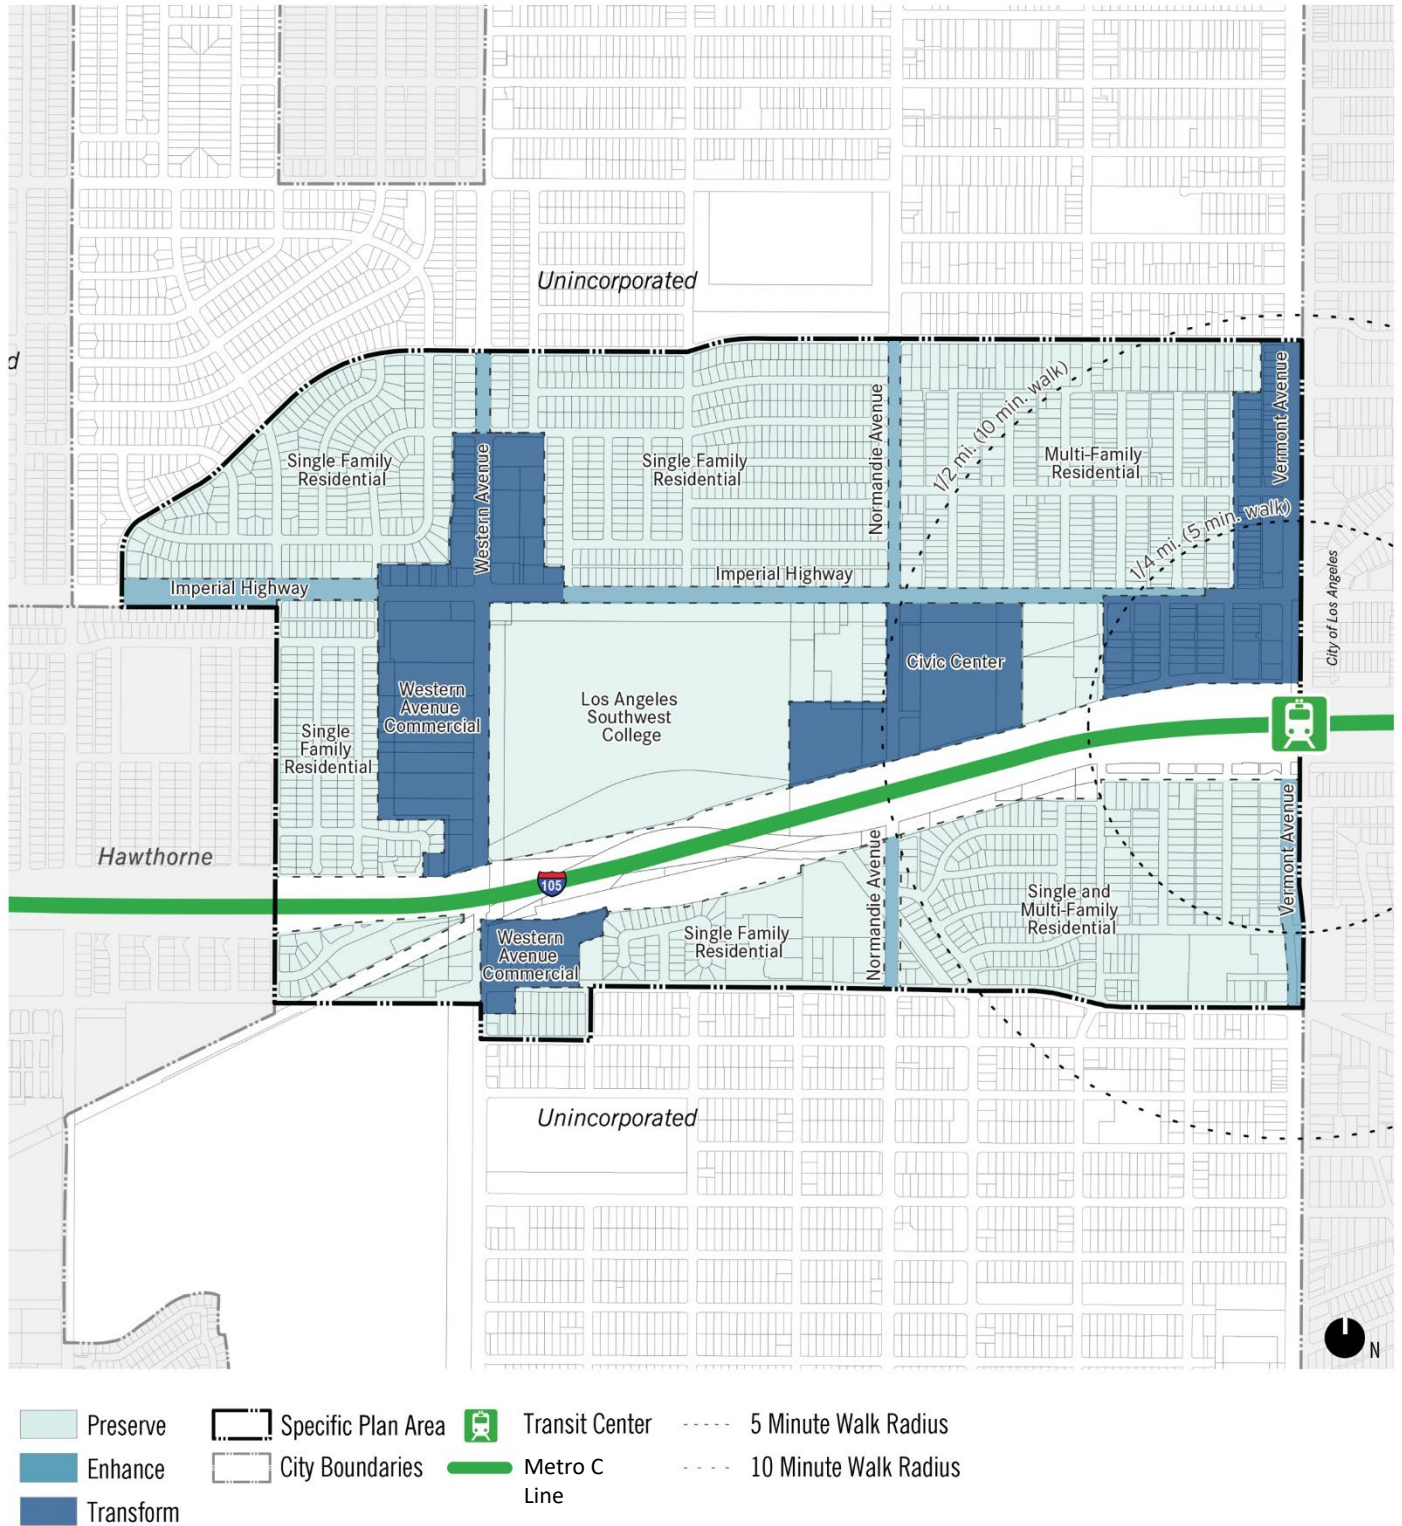 Unincorporated
d
1/2 mi. (10 min. walk)
Vermont Avenue
Normandie Avenue
Single Family
Residential
Western Avenue
Single Family
Residential
Multi-Family
Residential
1/4 mi. (5 min. walk)
Imperial Highway
Imperial Highway
City of Los Angeles
Civic Center
Western
Avenue
Commercial
Los Angeles
Southwest
College
Single
Family
Residential
Hawthorne
105
Vermont Avenue
Normandie Avenue
Single and
Multi-Family
Residential
Western
Avenue
Commercial
Single Family
Residential
Unincorporated
N
Preserve
Enhance
Transform
Specific Plan Area
City Boundaries
Transit Center
Metro C
Line
5 Minute Walk Radius
10 Minute Walk Radius